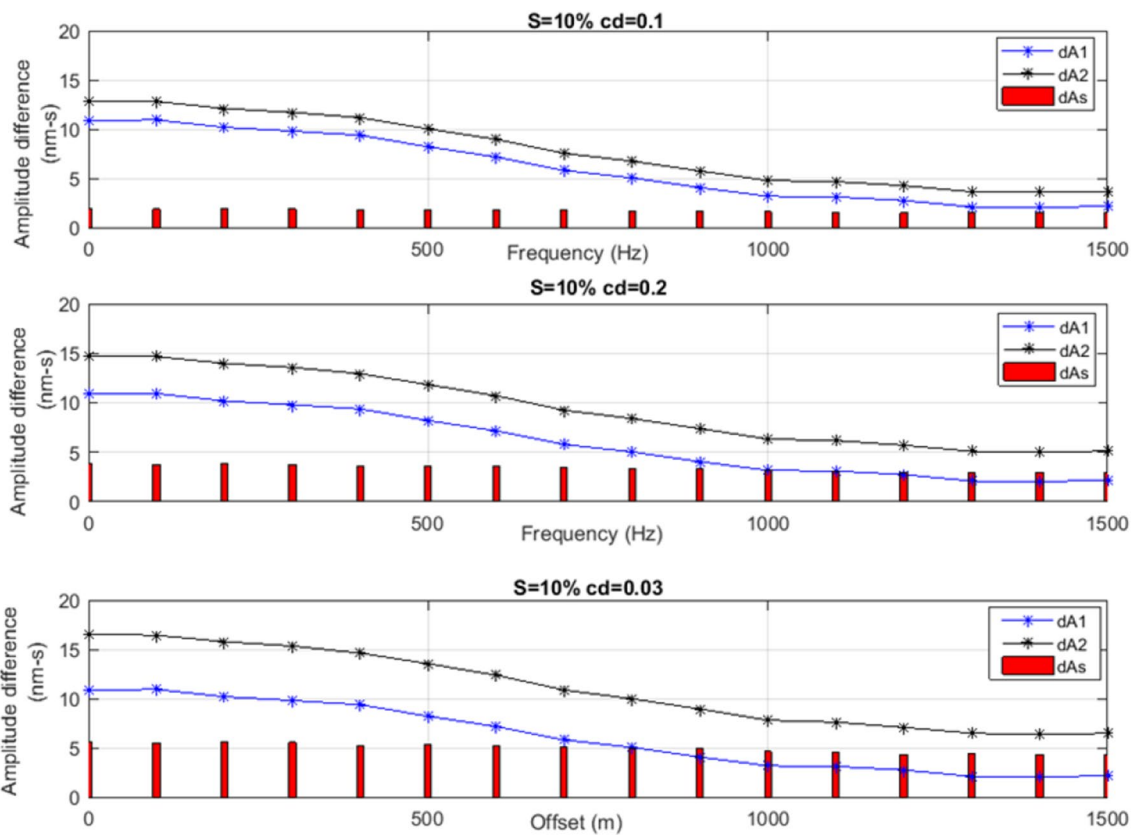 S=10% cd=0.1
20
15
10
5
0
Amplitude difference
(nm-s)
dA1
dA2
dAs
0 500 1000 1500
Frequency (Hz)
S=10% cd=0.2
20
15
10
5
0
Amplitude difference
(nm-s)
dA1
dA2
dAs
0 500 1000 1500
Frequency (Hz)
S=10% cd=0.03
20
15
10
5
0
Amplitude difference
(nm-s)
dA1
dA2
dAs
0 500 1000 1500
Offset (m)